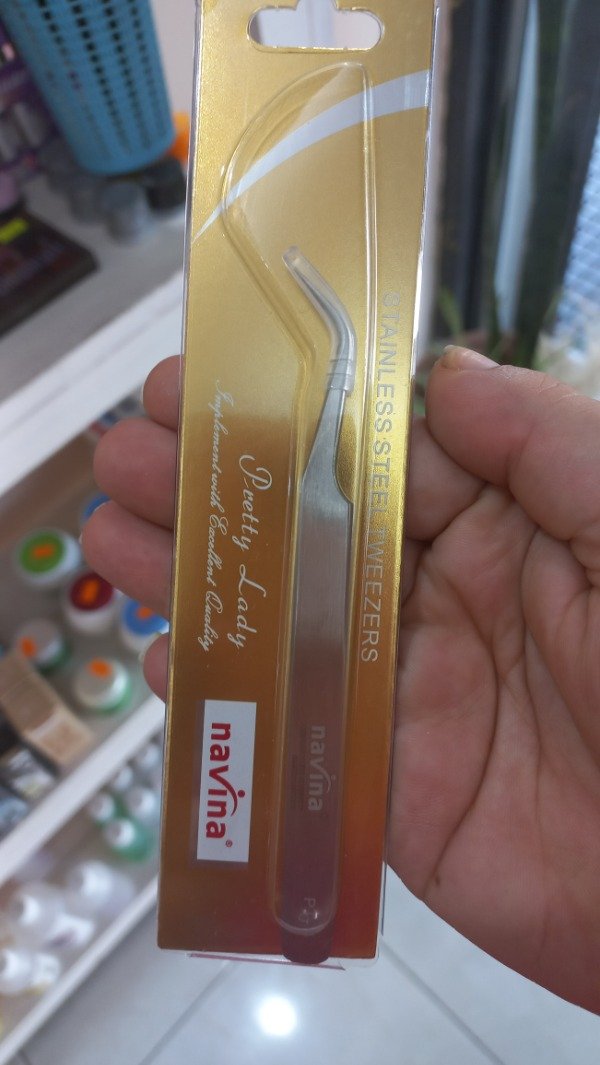 STAINLESS STEEL TWEEZERS
Pretty Lady
Implement with Excellent Quality
navina
navina®